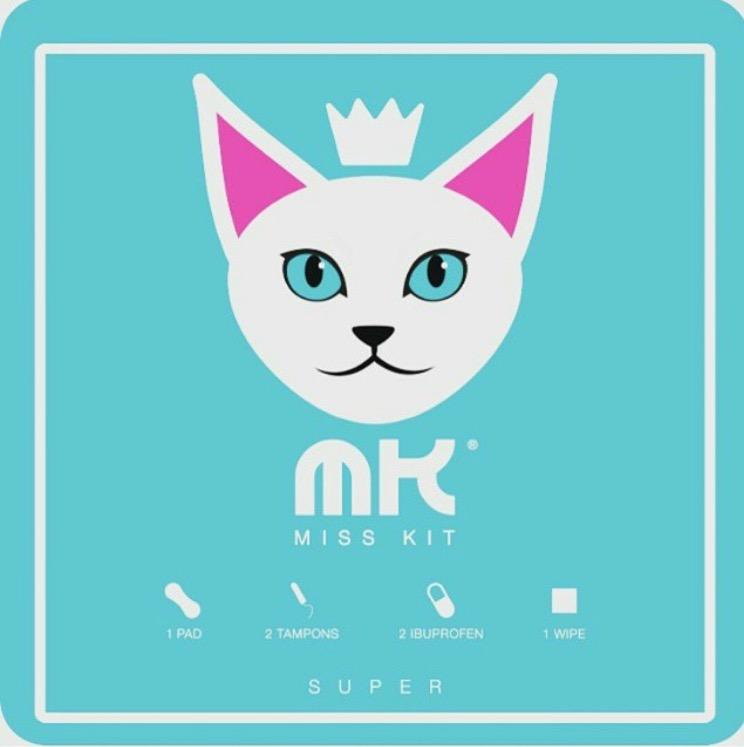 MK®
MISS KIT
1 PAD 2 TAMPONS 2 IBUPROFEN 1 WIPE
SUPER